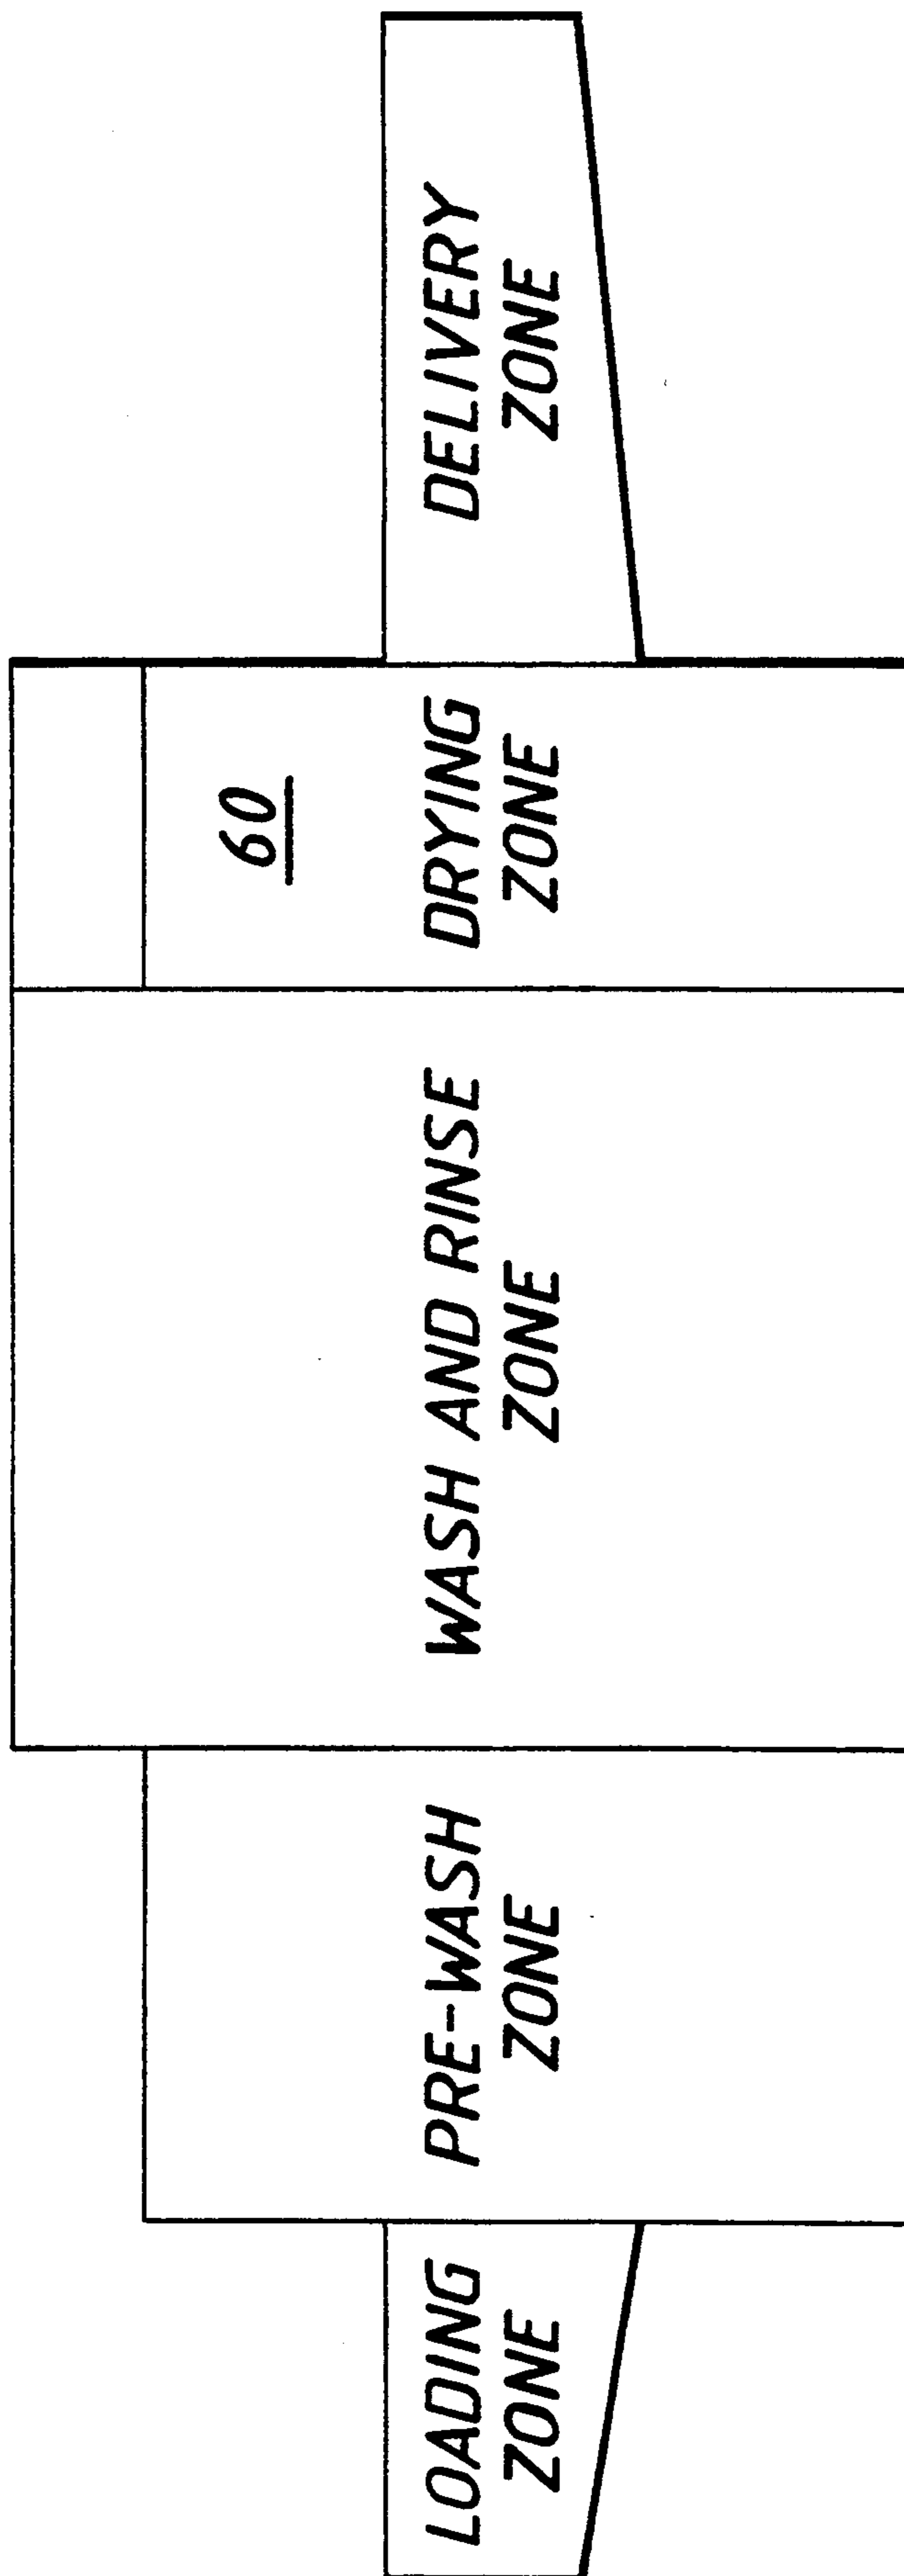 LOADING
ZONE
PRE-WASH
ZONE
WASH AND RINSE
ZONE
60
DRYING
ZONE
DELIVERY
ZONE